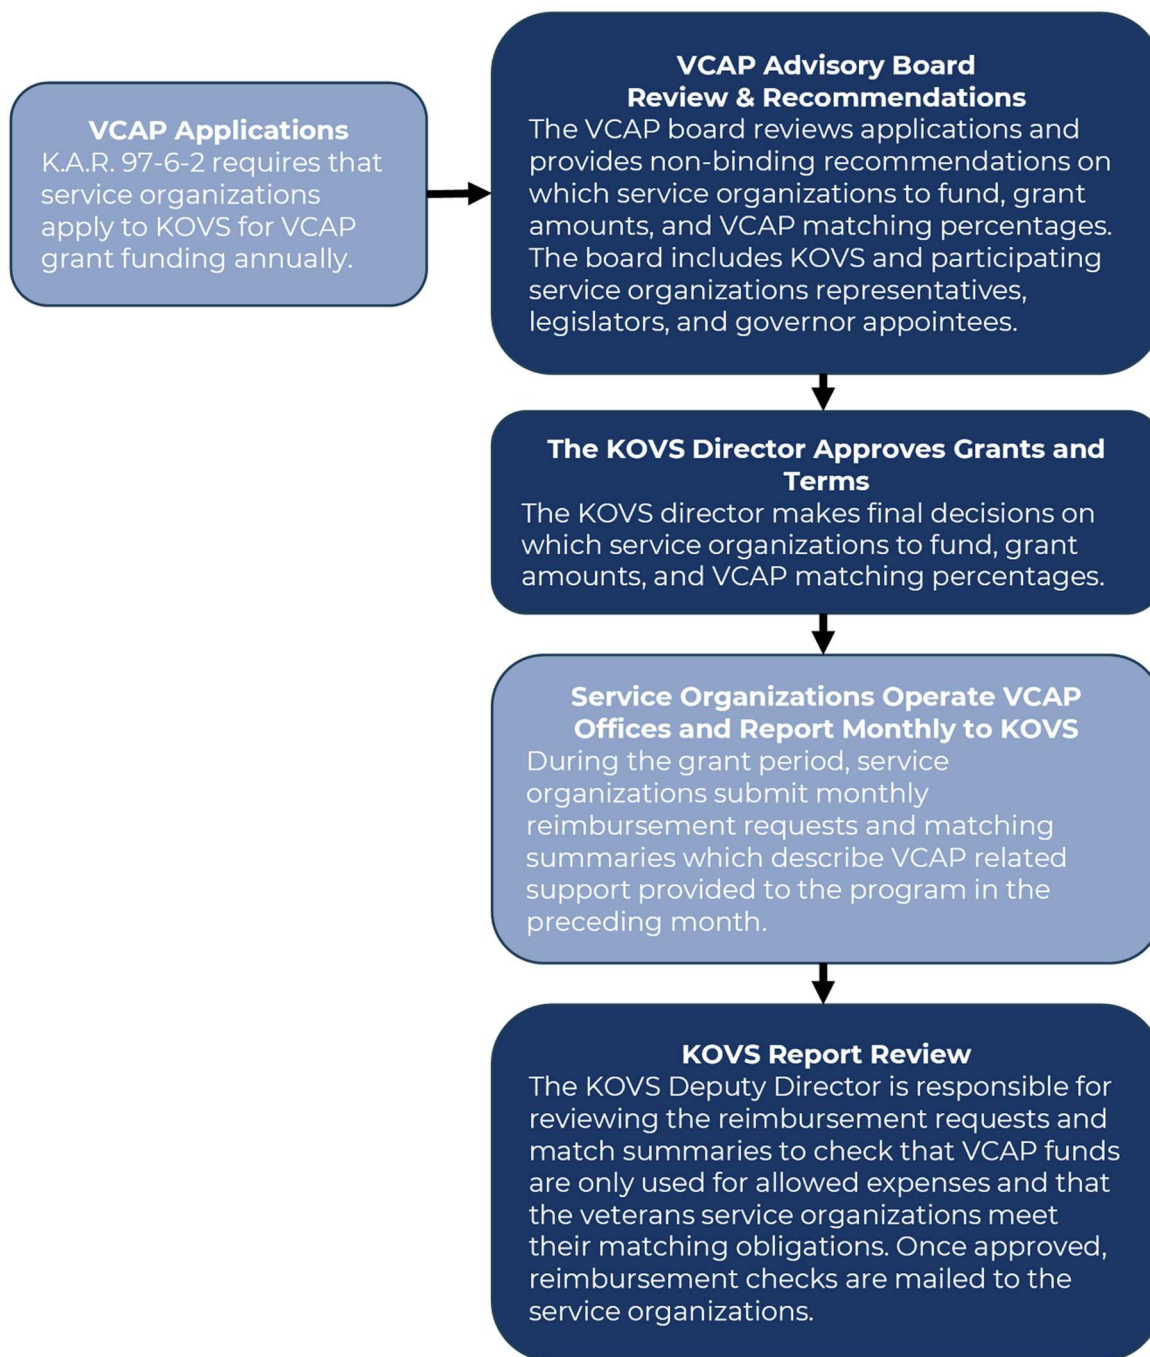 VCAP Applications
K.A.R. 97-6-2 requires that
service organizations
apply to KOVS for VCAP
grant funding annually.
VCAP Advisory Board
Review & Recommendations
The VCAP board reviews applications and
provides non-binding recommendations on
which service organizations to fund, grant
amounts, and VCAP matching percentages.
The board includes KOVS and participating
service organizations representatives,
legislators, and governor appointees.
The KOVS Director Approves Grants and
Terms
The KOVS director makes final decisions on
which service organizations to fund, grant
amounts, and VCAP matching percentages.
Service Organizations Operate VCAP
Offices and Report Monthly to KOVS
During the grant period, service
organizations submit monthly
reimbursement requests and matching
summaries which describe VCAP related
support provided to the program in the
preceding month.
KOVS Report Review
The KOVS Deputy Director is responsible for
reviewing the reimbursement requests and
match summaries to check that VCAP funds
are only used for allowed expenses and that
the veterans service organizations meet
their matching obligations. Once approved,
reimbursement checks are mailed to the
service organizations.